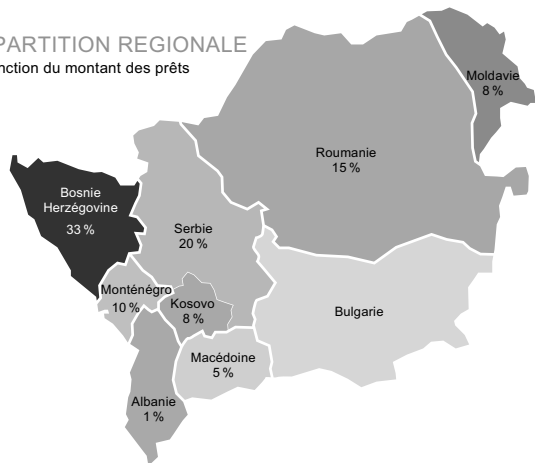 PARTITION REGIONALE
nction du montant des prêts
Moldavie
8 %
Roumanie
15 %
Bosnie
Herzégovine
33 %
Serbie
20 %
Monténégro
10 %
Kosovo
8 %
Bulgarie
Macédoine
5 %
Albanie
1 %